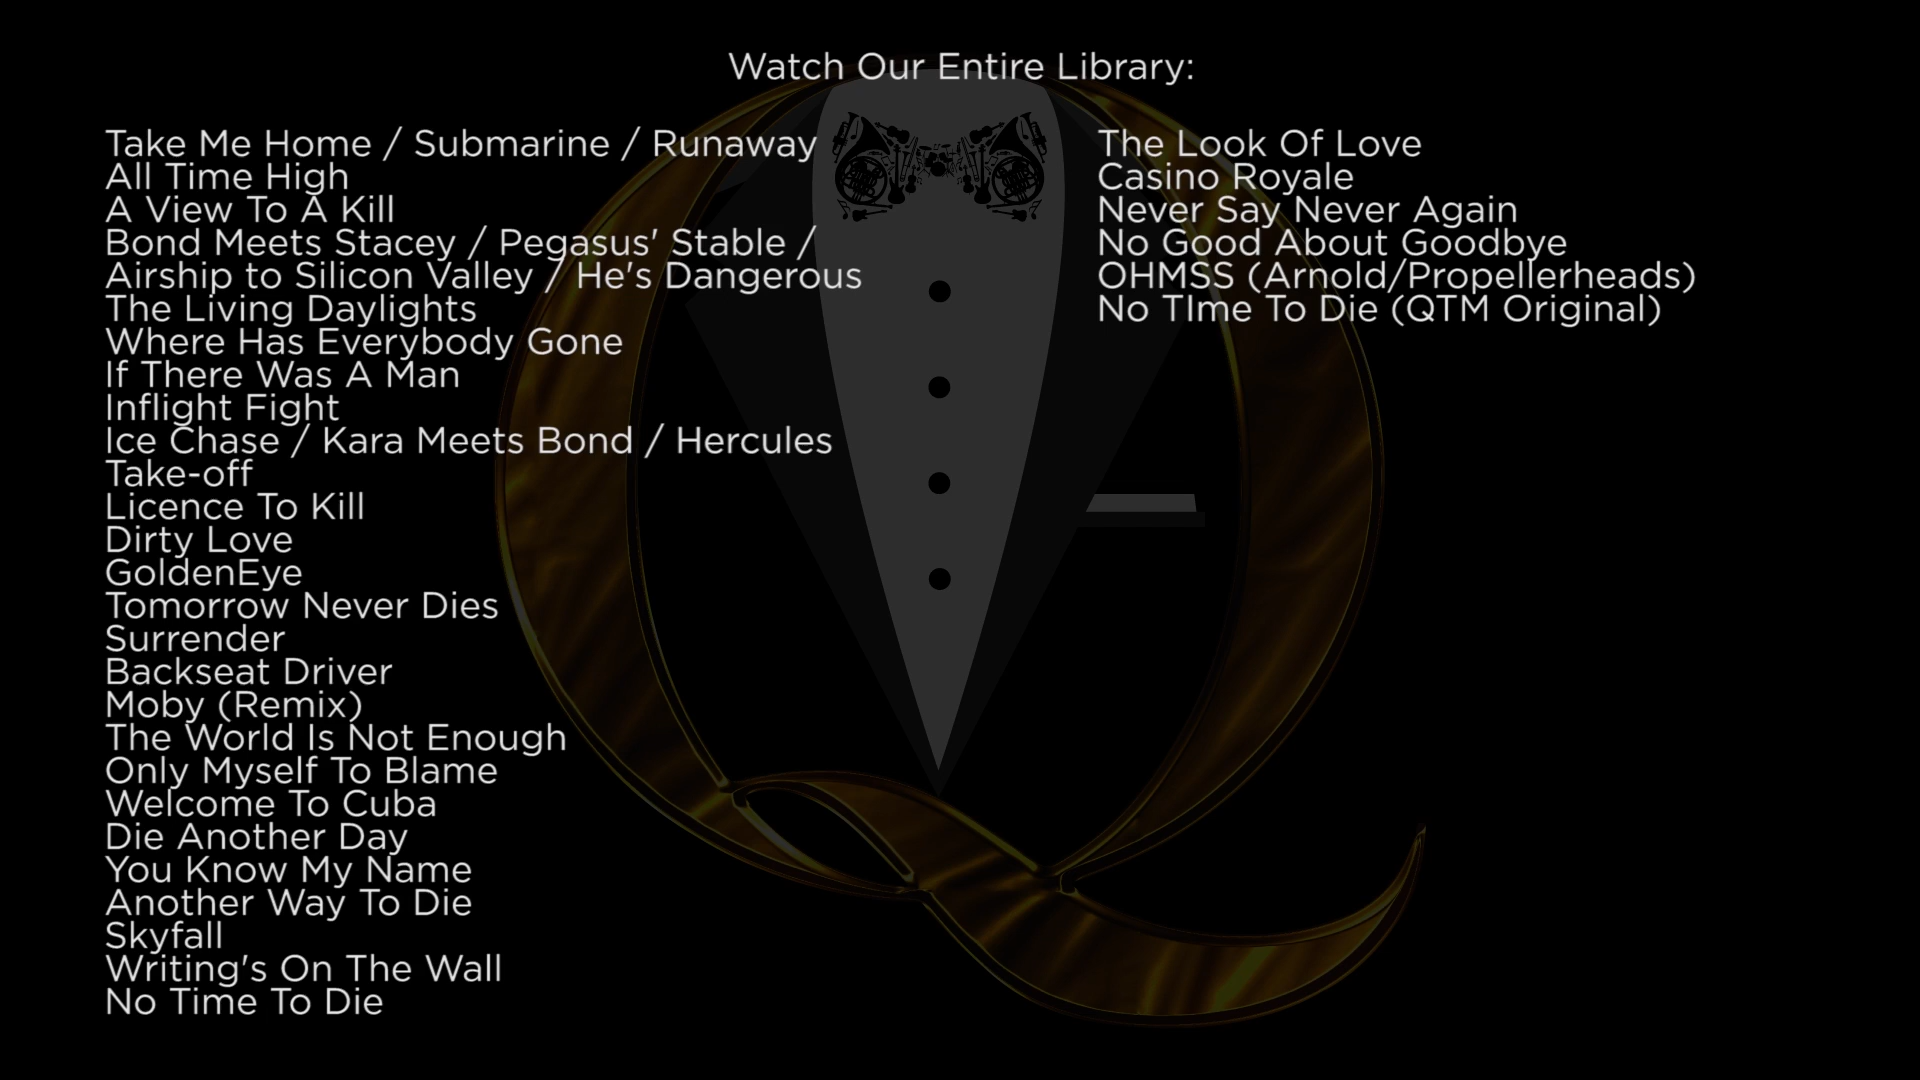 Watch Our Entire Library:
Take Me Home / Submarine / Runaway
All Time High
A View To A Kill
Bond Meets Stacey / Pegasus' Stable /
Airship to Silicon Valley / He's Dangerous
The Living Daylights
Where Has Everybody Gone
If There Was A Man
Inflight Fight
Ice Chase / Kara Meets Bond / Hercules
Take-off
Licence To Kill
Dirty Love
GoldenEye
Tomorrow Never Dies
Surrender
Backseat Driver
Moby (Remix)
The World Is Not Enough
Only Myself To Blame
Welcome To Cuba
Die Another Day
You Know My Name
Another Way To Die
Skyfall
Writing's On The Wall
No Time To Die
The Look Of Love
Casino Royale
Never Say Never Again
No Good About Goodbye
OHMSS (Arnold/Propellerheads)
No TIme To Die (QTM Original)
Q